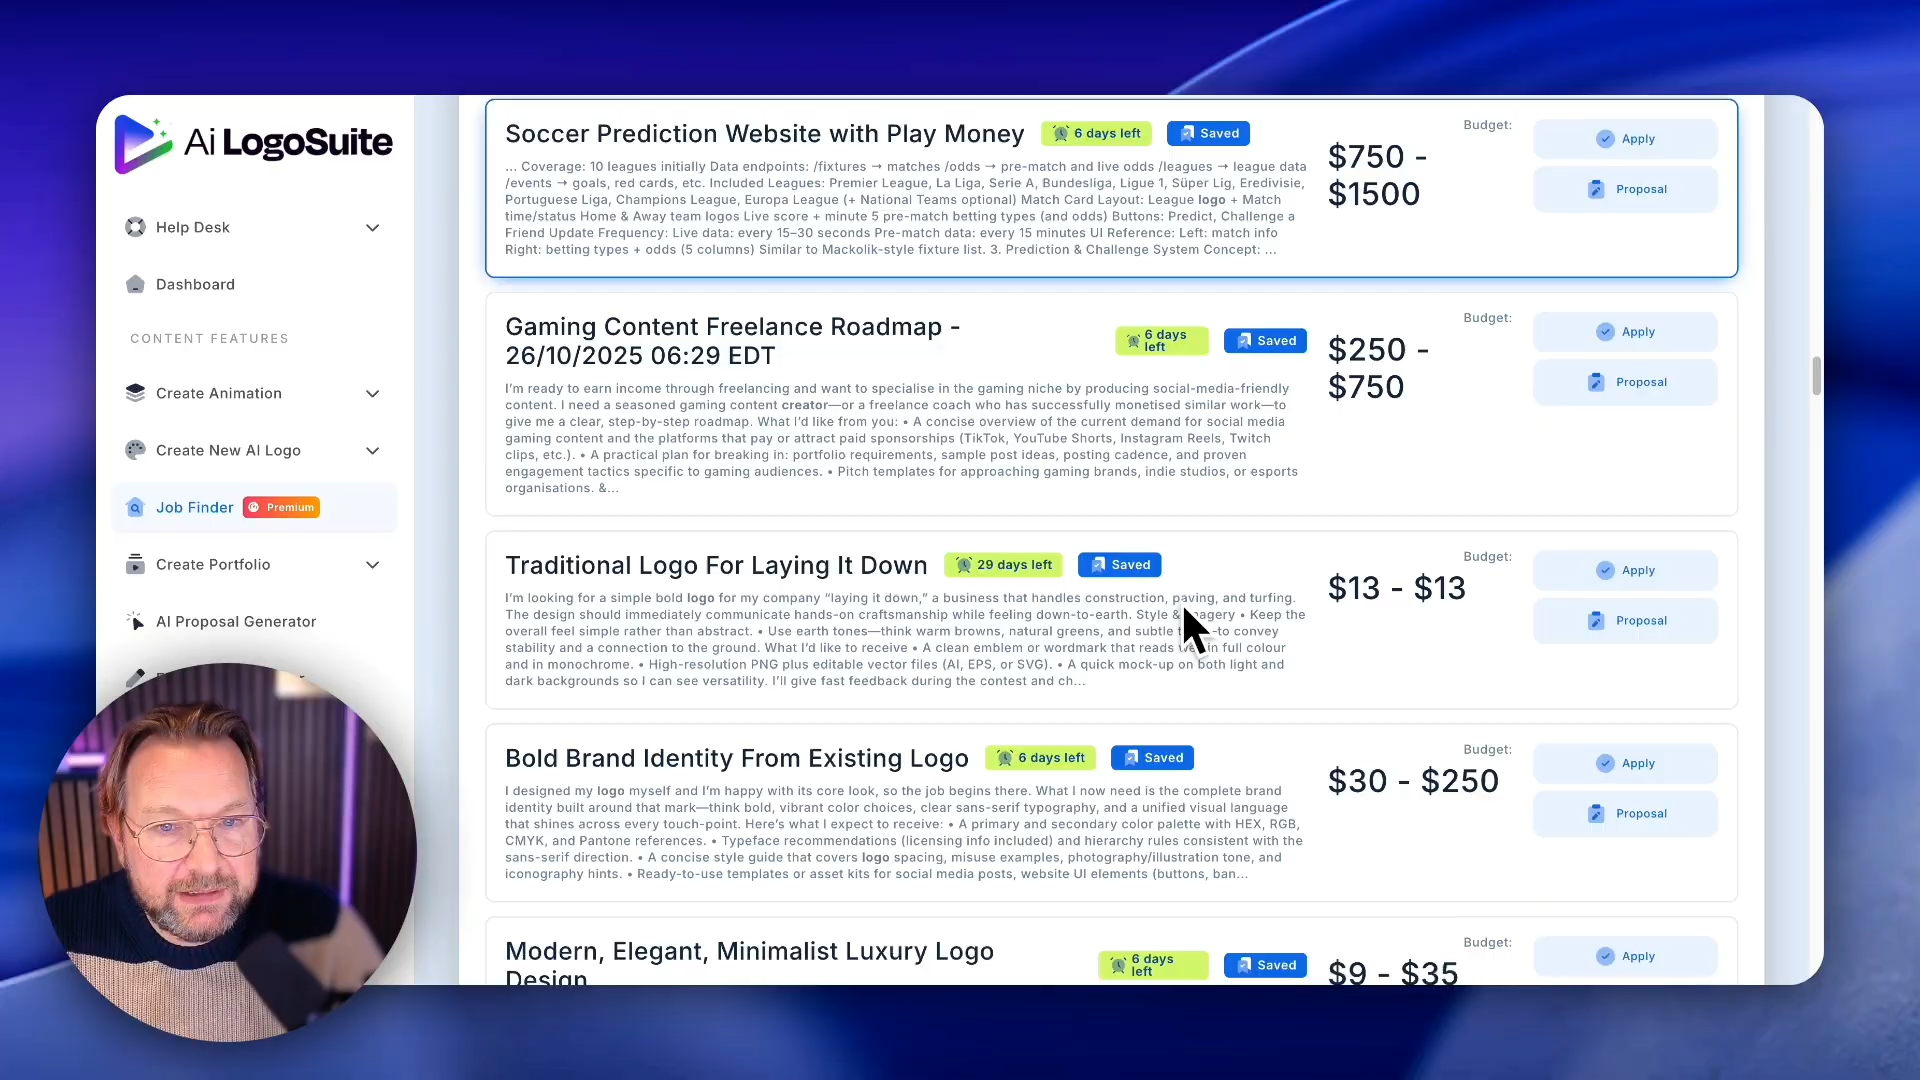 Ai LogoSuite
Help Desk
Dashboard
CONTENT FEATURES
Create Animation
Create New AI Logo
Job Finder
Premium
Create Portfolio
AI Proposal Generator
Soccer Prediction Website with Play Money
6 days left
Saved
... Coverage: 10 leagues initially Data endpoints: /fixtures → matches /odds → pre-match and live odds /leagues → league data
/events → goals, red cards, etc. Included Leagues: Premier League, La Liga, Serie A, Bundesliga, Ligue 1, Süper Lig, Eredivisie,
Portuguese Liga, Champions League, Europa League (+ National Teams optional) Match Card Layout: League logo + Match
time/status Home & Away team logos Live score + minute 5 pre-match betting types (and odds) Buttons: Predict, Challenge a
Friend Update Frequency: Live data: every 15–30 seconds Pre-match data: every 15 minutes UI Reference: Left: match info
Right: betting types + odds (5 columns) Similar to Mackolik-style fixture list. 3. Prediction & Challenge System Concept: ...
Budget:
$750 -
$1500
Apply
Proposal
Gaming Content Freelance Roadmap -
26/10/2025 06:29 EDT
6 days
left
Saved
I'm ready to earn income through freelancing and want to specialise in the gaming niche by producing social-media-friendly
content. I need a seasoned gaming content creator—or a freelance coach who has successfully monetised similar work—to
give me a clear, step-by-step roadmap. What I'd like from you: • A concise overview of the current demand for social media
gaming content and the platforms that pay or attract paid sponsorships (TikTok, YouTube Shorts, Instagram Reels, Twitch
clips, etc.). • A practical plan for breaking in: portfolio requirements, sample post ideas, posting cadence, and proven
engagement tactics specific to gaming audiences. • Pitch templates for approaching gaming brands, indie studios, or esports
organisations. &...
Budget:
$250 -
$750
Apply
Proposal
Traditional Logo For Laying It Down
29 days left
Saved
I'm looking for a simple bold logo for my company “laying it down,” a business that handles construction, paving, and turfing.
The design should immediately communicate hands-on craftsmanship while feeling down-to-earth. Style & Imagery • Keep the
overall feel simple rather than abstract. • Use earth tones—think warm browns, natural greens, and subtle to convey
stability and a connection to the ground. What I'd like to receive • A clean emblem or wordmark that reads in full colour
and in monochrome. • High-resolution PNG plus editable vector files (AI, EPS, or SVG). • A quick mock-up on both light and
dark backgrounds so I can see versatility. I'll give fast feedback during the contest and ch...
Budget:
$13 - $13
Apply
Proposal
Bold Brand Identity From Existing Logo
6 days left
Saved
I designed my logo myself and I'm happy with its core look, so the job begins there. What I now need is the complete brand
identity built around that mark—think bold, vibrant color choices, clear sans-serif typography, and a unified visual language
that shines across every touch-point. Here's what I expect to receive: • A primary and secondary color palette with HEX, RGB,
CMYK, and Pantone references. • Typeface recommendations (licensing info included) and hierarchy rules consistent with the
sans-serif direction. • A concise style guide that covers logo spacing, misuse examples, photography/illustration tone, and
iconography hints. • Ready-to-use templates or asset kits for social media posts, website UI elements (buttons, ban...
Budget:
$30 - $250
Apply
Proposal
Modern, Elegant, Minimalist Luxury Logo
Design
6 days
left
Saved
Budget:
$9 - $35
Apply